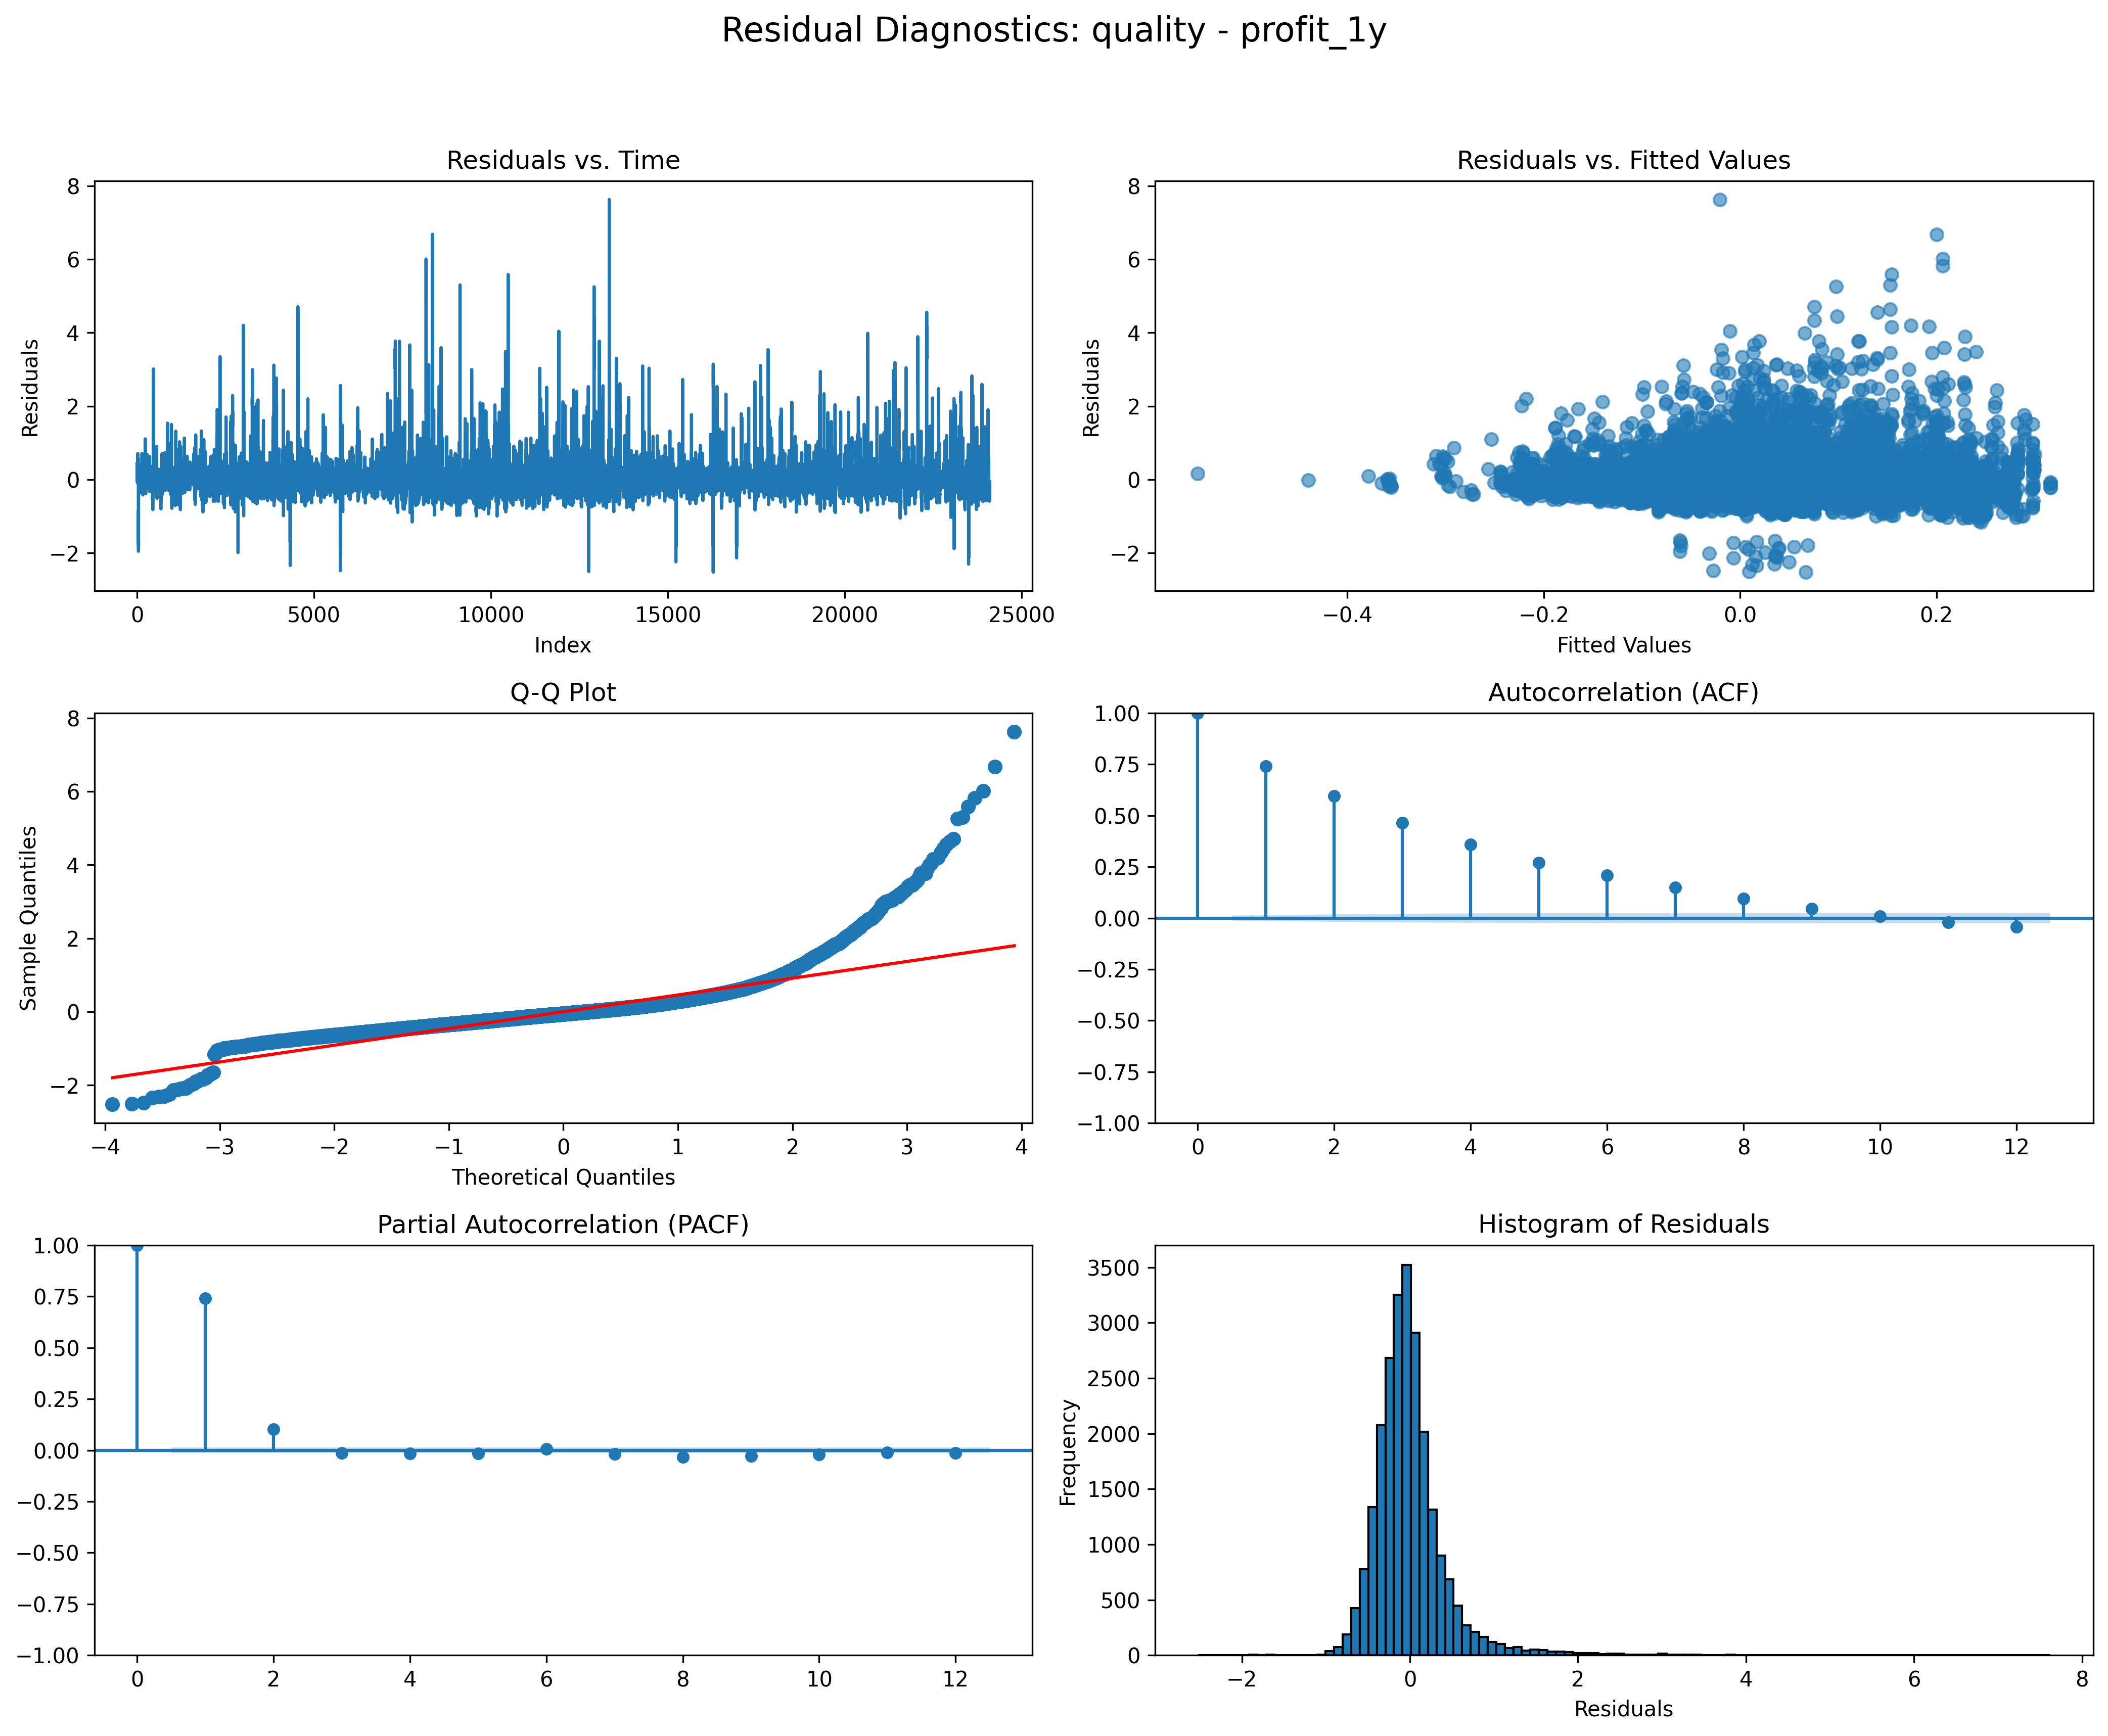 Residual Diagnostics: quality - profit_1y
Residuals vs. Time
8
6
4
2
0
−2
Residuals
0 5000 10000 15000 20000 25000
Index
Residuals vs. Fitted Values
8
6
4
2
0
−2
Residuals
−0.4 −0.2 0.0 0.2
Fitted Values
Q-Q Plot
8
6
4
2
0
−2
Sample Quantiles
−4 −3 −2 −1 0 1 2 3 4
Theoretical Quantiles
Autocorrelation (ACF)
1.00
0.75
0.50
0.25
0.00
−0.25
−0.50
−0.75
−1.00
0 2 4 6 8 10 12
Partial Autocorrelation (PACF)
1.00
0.75
0.50
0.25
0.00
−0.25
−0.50
−0.75
−1.00
0 2 4 6 8 10 12
Histogram of Residuals
3500
3000
2500
2000
1500
1000
500
0
Frequency
−2 0 2 4 6 8
Residuals